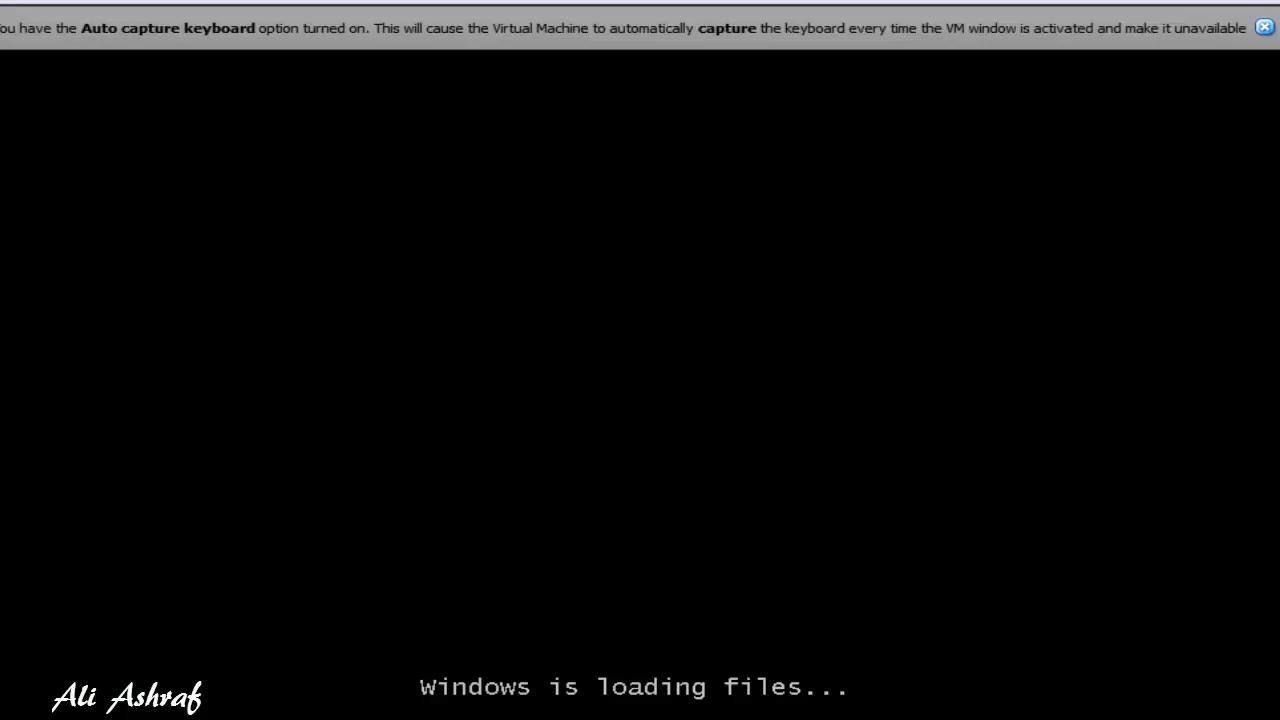 ou have the Auto capture keyboard option turned on. This will cause the Virtual Machine to automatically capture the keyboard every time the VM window is activated and make it unavailable
Windows is loading files...
Ali Ashraf